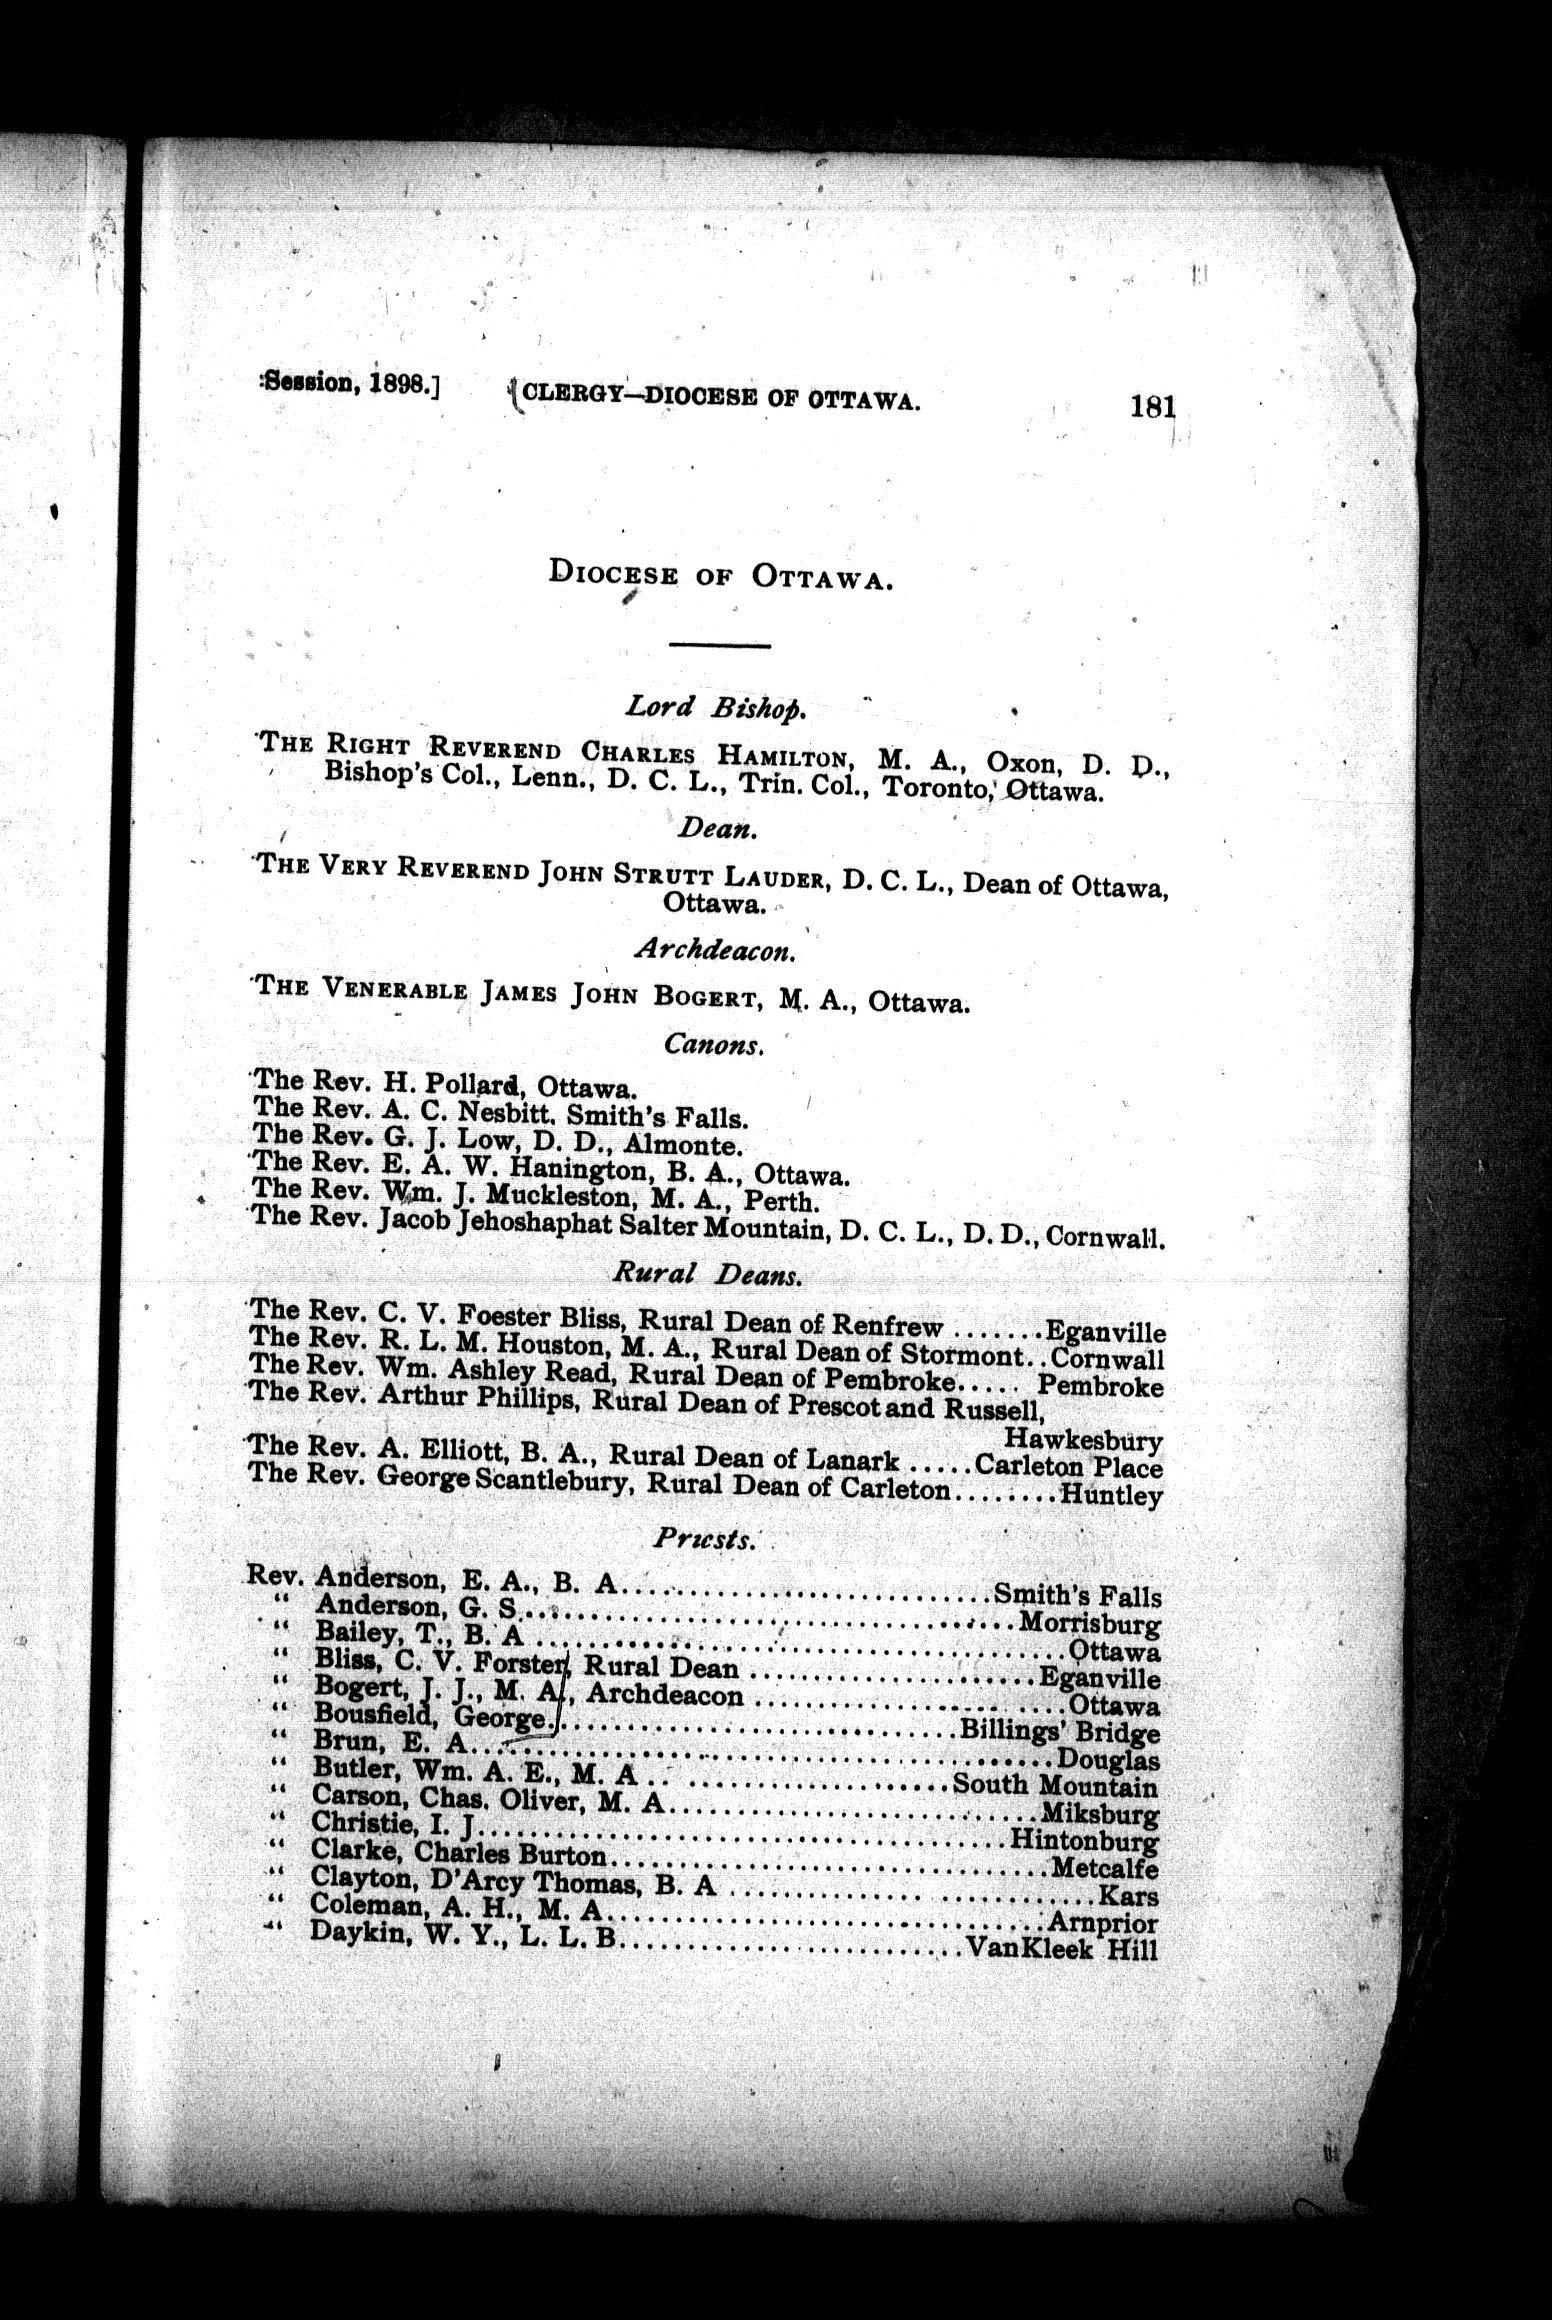 Session, 1898.] CLERGY—DIOCESE OF OTTAWA. 181
DIOCESE OF OTTAWA.
Lord Bishop.
THE RIGHT REVEREND CHARLES HAMILTON, M. A., Oxon, D. D.,
Bishop's Col., Lenn., D. C. L., Trin. Col., Toronto, Ottawa.
Dean.
THE VERY REVEREND JOHN STRUTT LAUDER, D. C. L., Dean of Ottawa,
Ottawa.
Archdeacon.
THE VENERABLE JAMES JOHN BOGERT, M. A., Ottawa.
Canons.
The Rev. H. Pollard, Ottawa.
The Rev. A. C. Nesbitt. Smith's Falls.
The Rev. G. J. Low, D. D., Almonte.
The Rev. E. A. W. Hanington, B. A., Ottawa.
The Rev. Wm. J. Muckleston, M. A., Perth.
The Rev. Jacob Jehoshaphat Salter Mountain, D. C. L., D. D., Cornwall.
Rural Deans.
The Rev. C. V. Foester Bliss, Rural Dean of Renfrew ....... Eganville
The Rev. R. L. M. Houston, M. A., Rural Dean of Stormont.. Cornwall
The Rev. Wm. Ashley Read, Rural Dean of Pembroke..... Pembroke
The Rev. Arthur Phillips, Rural Dean of Prescot and Russell,
Hawkesbury
The Rev. A. Elliott, B. A., Rural Dean of Lanark ..... Carleton Place
The Rev. George Scantlebury, Rural Dean of Carleton........ Huntley
Priests.
Rev. Anderson, E. A., B. A............................ Smith's Falls
" Anderson, G. S.................................... Morrisburg
" Bailey, T., B. A ....................................... Ottawa
" Bliss, C. V. Forster, Rural Dean ..................... Eganville
" Bogert, J. J., M. A., Archdeacon ....................... Ottawa
" Bousfield, George............................. Billings' Bridge
" Brun, E. A.......................................... Douglas
" Butler, Wm. A. E., M. A ........................ South Mountain
" Carson, Chas. Oliver, M. A............................ Miksburg
" Christie, I. J....................................... Hintonburg
" Clarke, Charles Burton................................. Metcalfe
" Clayton, D'Arcy Thomas, B. A ........................... Kars
" Coleman, A. H., M. A................................ Arnprior
" Daykin, W. Y., L. L. B.......................... VanKleek Hill